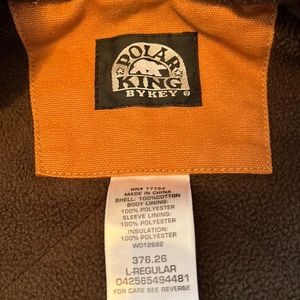 POLAR
KING
BY KEY ®
RN# 17784
MADE IN CHINA
SHELL: 100%COTTON
BODY LINING:
100% POLYESTER
SLEEVE LINING:
100% POLYESTER
INSULATION:
100% POLYESTER
W012692
376.26
L-REGULAR
042565494481
FOR CARE SEE REVERSE